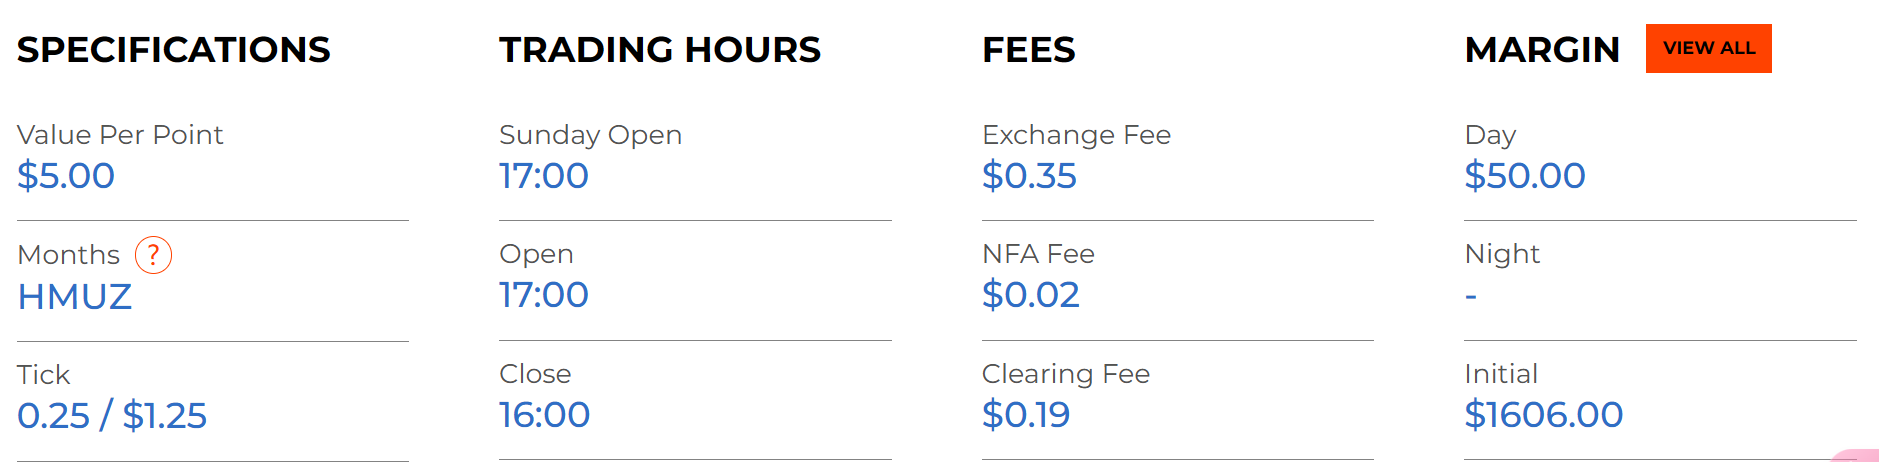 SPECIFICATIONS
Value Per Point
$5.00
Months ?
HMUZ
Tick
0.25 / $1.25
TRADING HOURS
Sunday Open
17:00
Open
17:00
Close
16:00
FEES
Exchange Fee
$0.35
NFA Fee
$0.02
Clearing Fee
$0.19
MARGIN VIEW ALL
Day
$50.00
Night
-
Initial
$1606.00